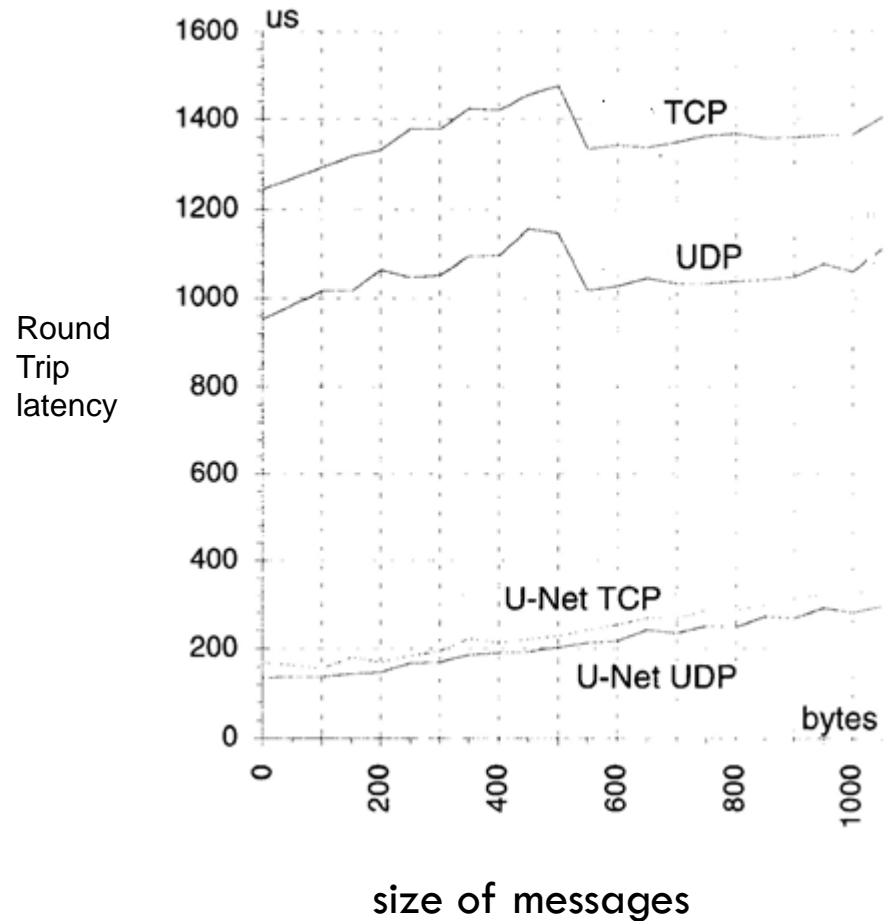 us
1600
1400
1200
1000
800
600
400
200
0
TCP
UDP
U-Net TCP
U-Net UDP
bytes
Round
Trip
latency
0
200
400
600
800
1000
size of messages